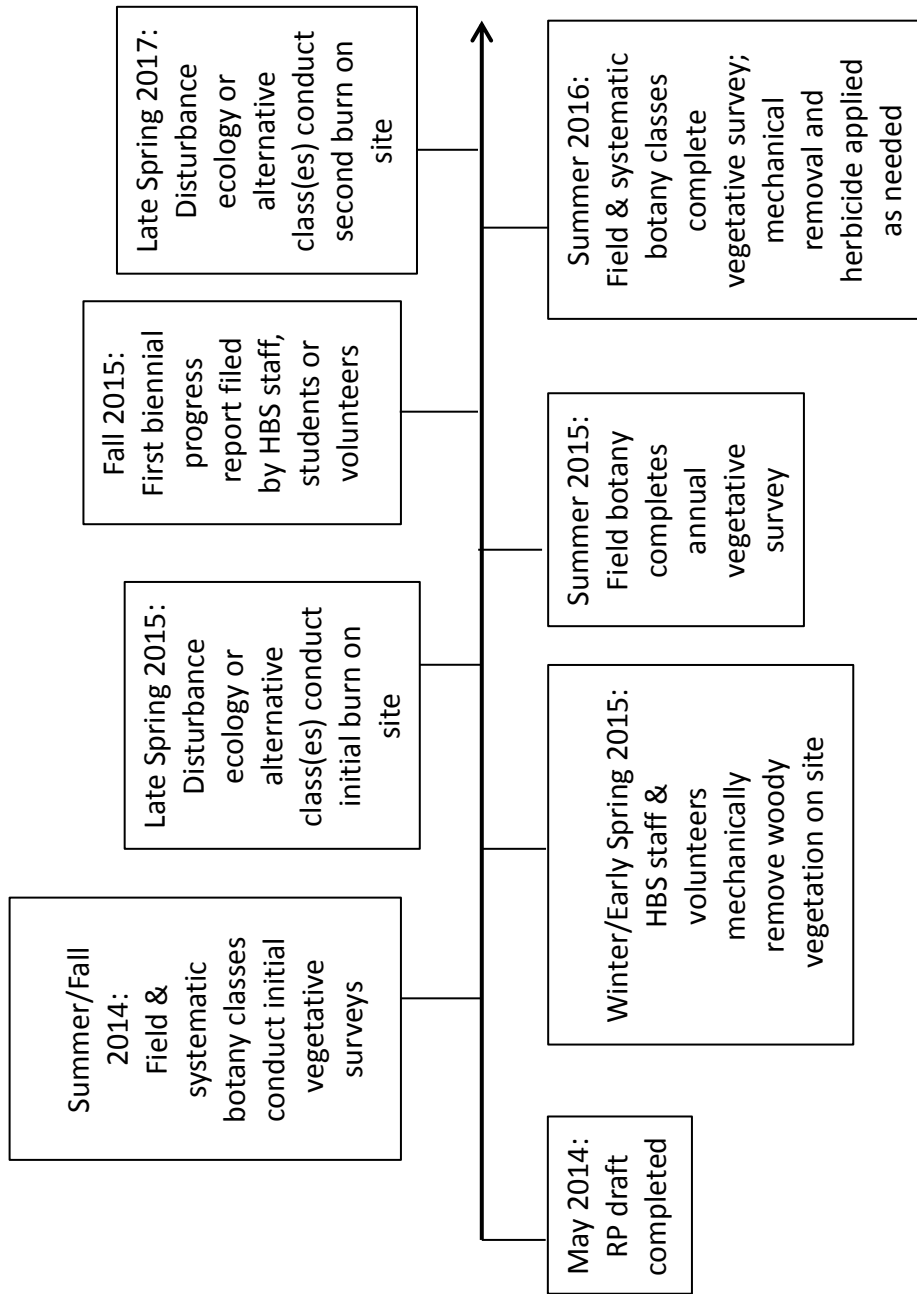 May 2014:
RP draft
completed
Summer/Fall
2014:
Field &
systematic
botany classes
conduct initial
vegetative
surveys
Winter/Early Spring 2015:
HBS staff &
volunteers
mechanically
remove woody
vegetation on site
Late Spring 2015:
Disturbance
ecology or
alternative
class(es) conduct
initial burn on
site
Summer 2015:
Field botany
completes
annual
vegetative
survey
Fall 2015:
First biennial
progress
report filed
by HBS staff,
students or
volunteers
Summer 2016:
Field & systematic
botany classes
complete
vegetative survey;
mechanical
removal and
herbicide applied
as needed
Late Spring 2017:
Disturbance
ecology or
alternative
class(es) conduct
second burn on
site